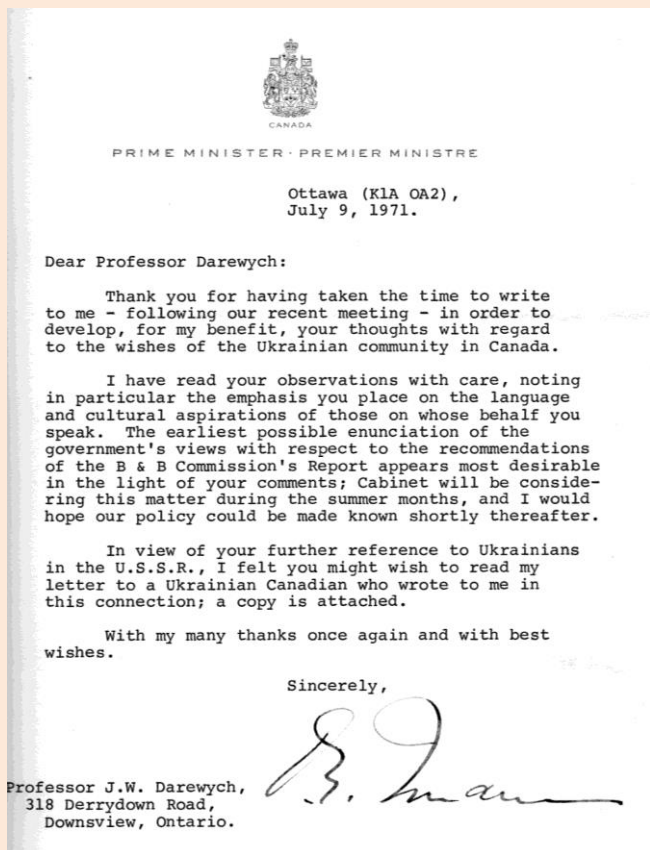 CANADA
PRIME MINISTER · PREMIER MINISTRE
Ottawa (K1A OA2),
July 9, 1971.
Dear Professor Darewych:
Thank you for having taken the time to write
to me - following our recent meeting - in order to
develop, for my benefit, your thoughts with regard
to the wishes of the Ukrainian community in Canada.
I have read your observations with care, noting
in particular the emphasis you place on the language
and cultural aspirations of those on whose behalf you
speak.  The earliest possible enunciation of the
government's views with respect to the recommendations
of the B & B Commission's Report appears most desirable
in the light of your comments; Cabinet will be conside-
ring this matter during the summer months, and I would
hope our policy could be made known shortly thereafter.
In view of your further reference to Ukrainians
in the U.S.S.R., I felt you might wish to read my
letter to a Ukrainian Canadian who wrote to me in
this connection; a copy is attached.
With my many thanks once again and with best
wishes.
Sincerely,
Professor J.W. Darewych,
318 Derrydown Road,
Downsview, Ontario.